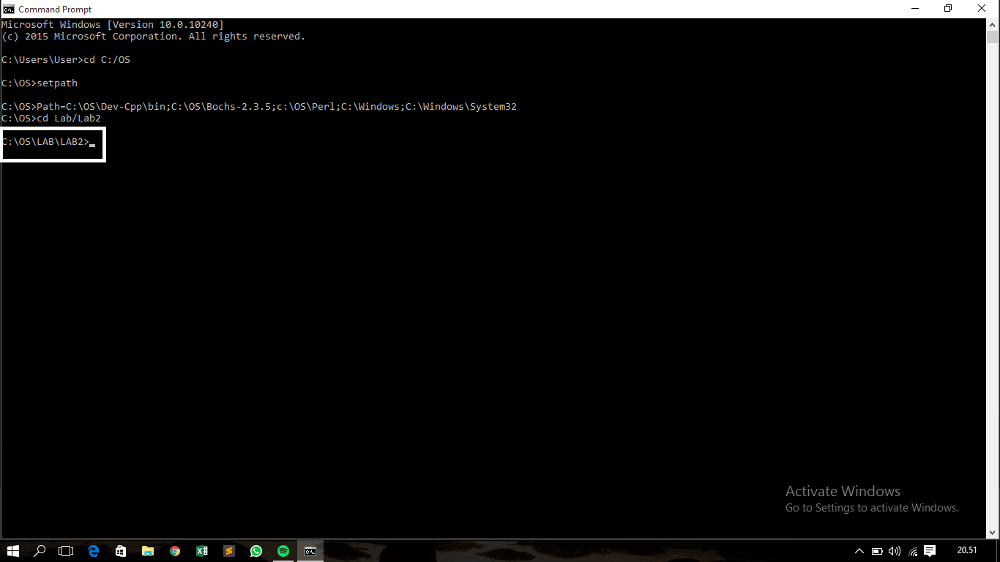 Command Prompt
Microsoft Windows [Version 10.0.10240]
(c) 2015 Microsoft Corporation. All rights reserved.
C:\Users\User>cd C:/OS
C:\OS>setpath
C:\OS>Path=C:\OS\Dev-Cpp\bin;C:\OS\Bochs-2.3.5;c:\OS\Perl;C:\Windows;C:\Windows\System32
C:\OS>cd Lab/Lab2
C:\OS\LAB\LAB2>_
Activate Windows
Go to Settings to activate Windows.
20.51